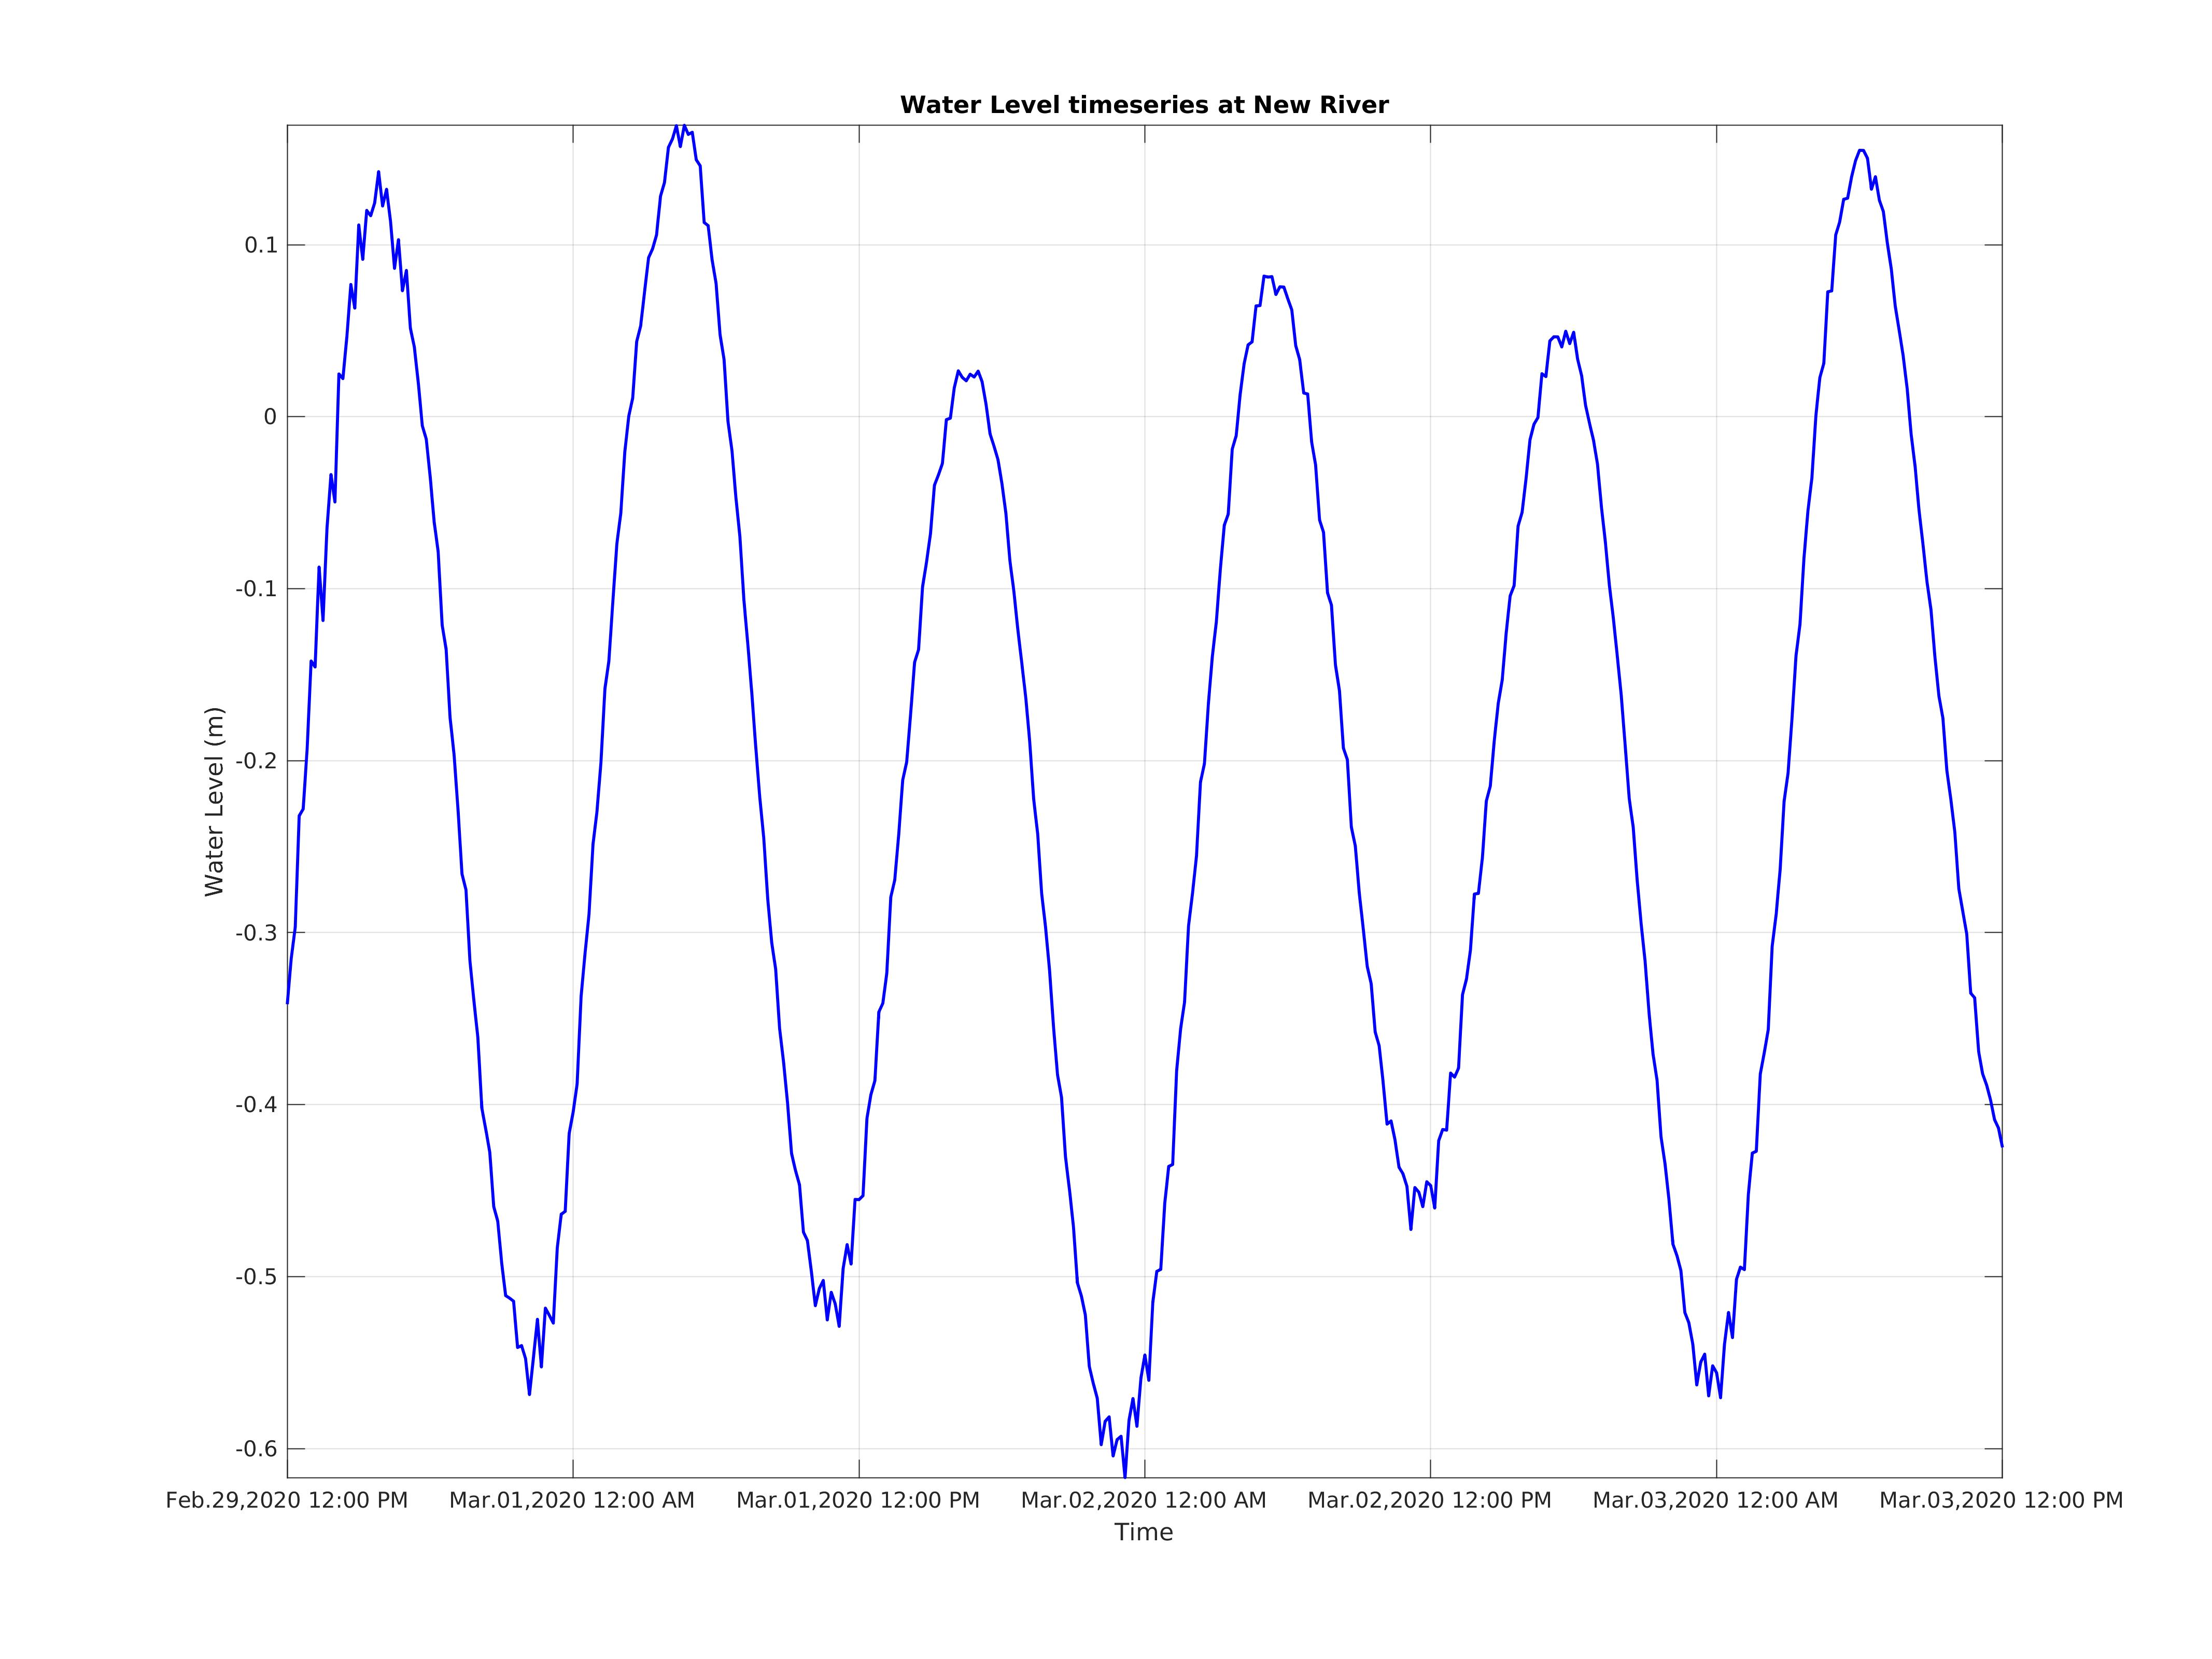 Water Level timeseries at New River
Water Level (m)
0.1
0
-0.1
-0.2
-0.3
-0.4
-0.5
-0.6
Feb.29,2020 12:00 PM Mar.01,2020 12:00 AM Mar.01,2020 12:00 PM Mar.02,2020 12:00 AM Mar.02,2020 12:00 PM Mar.03,2020 12:00 AM Mar.03,2020 12:00 PM
Time